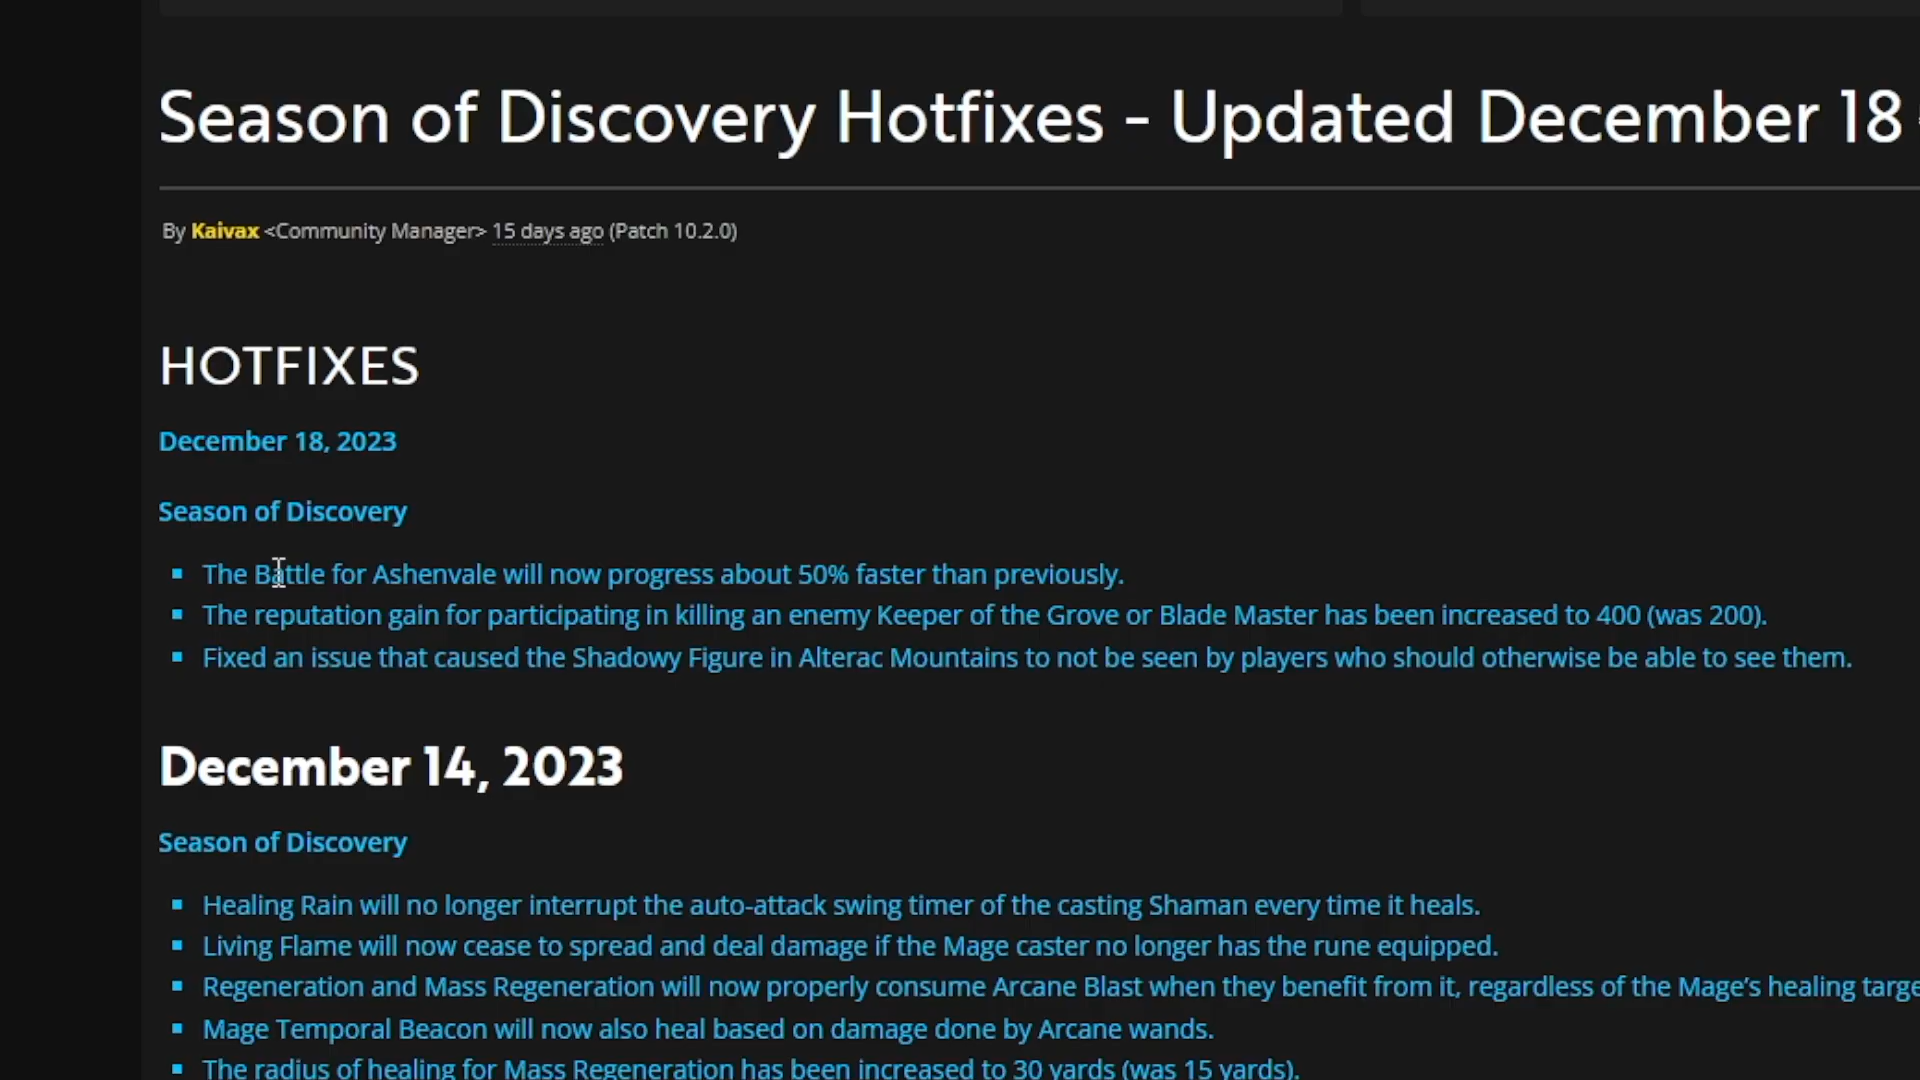 Season of Discovery Hotfixes - Updated December 18
By Kaivax <Community Manager> 15 days ago (Patch 10.2.0)
HOTFIXES
December 18, 2023
Season of Discovery
▪ The Battle for Ashenvale will now progress about 50% faster than previously.
▪ The reputation gain for participating in killing an enemy Keeper of the Grove or Blade Master has been increased to 400 (was 200).
▪ Fixed an issue that caused the Shadowy Figure in Alterac Mountains to not be seen by players who should otherwise be able to see them.
December 14, 2023
Season of Discovery
▪ Healing Rain will no longer interrupt the auto-attack swing timer of the casting Shaman every time it heals.
▪ Living Flame will now cease to spread and deal damage if the Mage caster no longer has the rune equipped.
▪ Regeneration and Mass Regeneration will now properly consume Arcane Blast when they benefit from it, regardless of the Mage’s healing targe
▪ Mage Temporal Beacon will now also heal based on damage done by Arcane wands.
▪ The radius of healing for Mass Regeneration has been increased to 30 yards (was 15 yards).